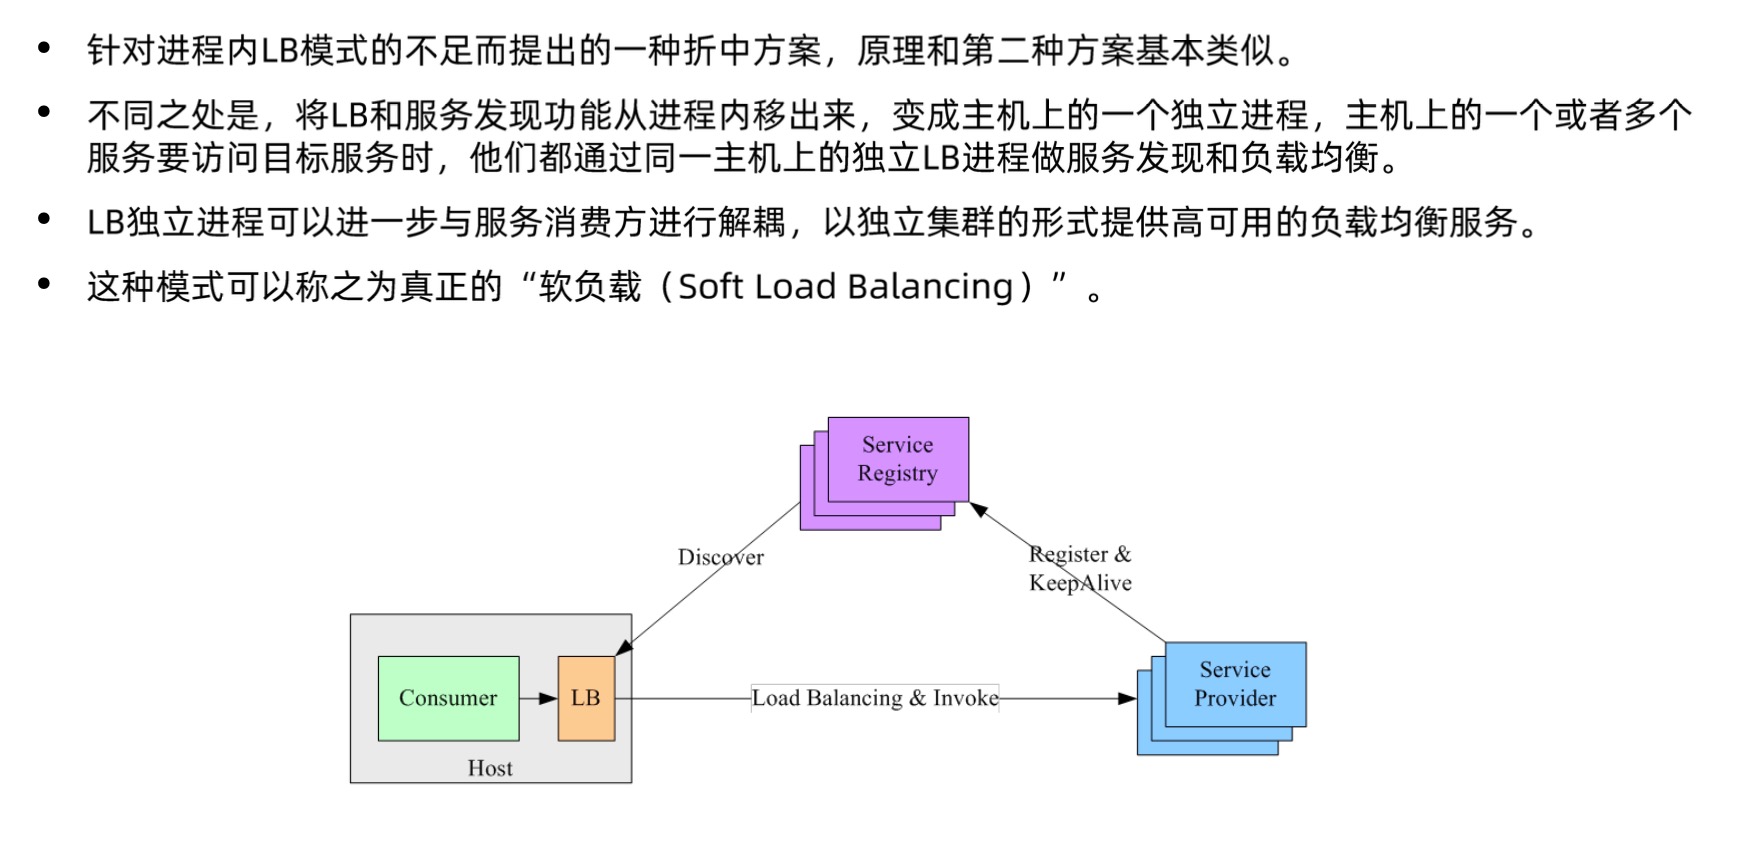 • 针对进程内LB模式的不足而提出的一种折中方案，原理和第二种方案基本类似。
• 不同之处是，将LB和服务发现功能从进程内移出来，变成主机上的一个独立进程，主机上的一个或者多个
服务要访问目标服务时，他们都通过同一主机上的独立LB进程做服务发现和负载均衡。
• LB独立进程可以进一步与服务消费方进行解耦，以独立集群的形式提供高可用的负载均衡服务。
• 这种模式可以称之为真正的“软负载（Soft Load Balancing）”。
Service
Registry
Discover
Register &
KeepAlive
Consumer
LB
Load Balancing & Invoke
Service
Provider
Host